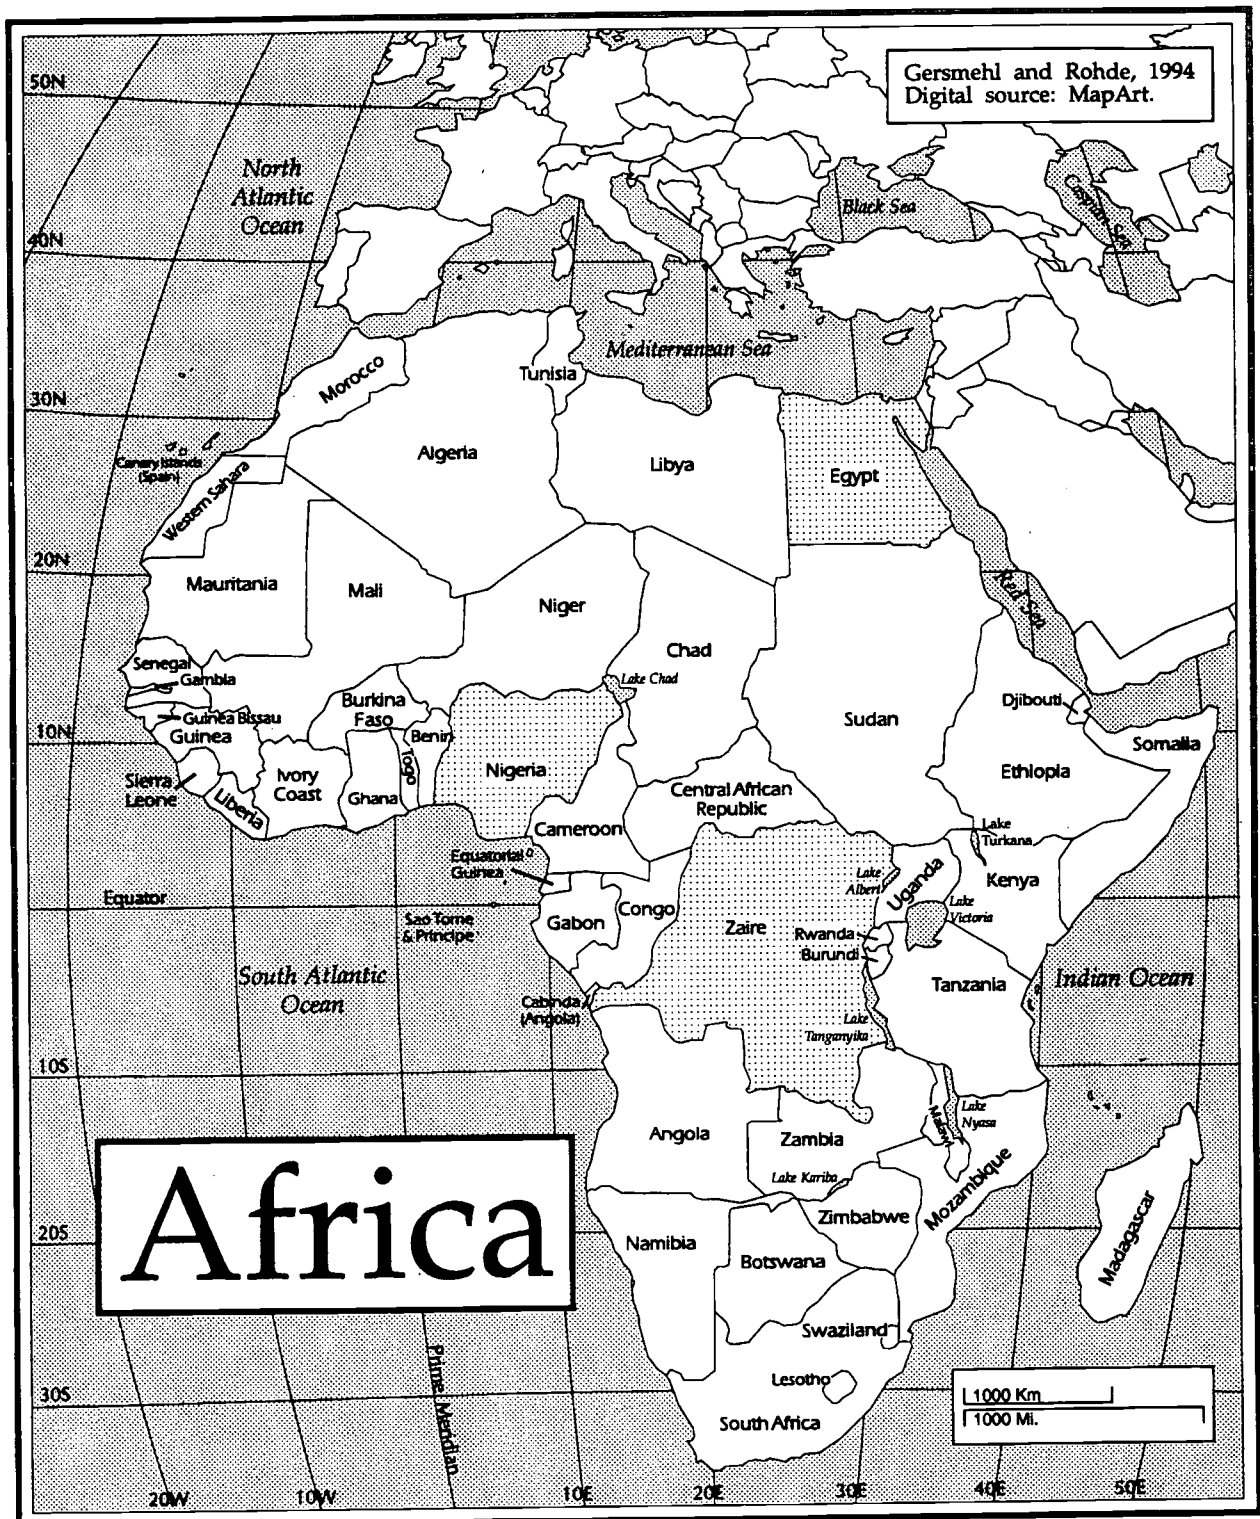 Gersmehl and Rohde, 1994
Digital source: MapArt.
50N
North
Atlantic
Ocean
Black Sea
Caspian Sea
40N
Mediterranean Sea
Morocco
Tunisia
30N
Canary Islands
(Spain)
Algeria
Libya
Egypt
Western Sahara
20N
Mauritania
Mali
Niger
Chad
Red Sea
Senegal
Gambia
Lake Chad
Burkina
Faso
Djibouti
Guinea Bissau
Guinea
Benin
Sudan
10N
Somalia
Togo
Nigeria
Ethiopia
Sierra
Leone
Ivory
Coast
Liberia
Ghana
Central African
Republic
Cameroon
Lake
Turkana
Equatorial
Guinea
Lake
Albert
Uganda
Kenya
Equator
Sao Tome
& Principe
Gabon
Congo
Zaire
Lake
Victoria
Rwanda
Burundi
South Atlantic
Ocean
Tanzania
Indian Ocean
Cabinda
(Angola)
Lake
Tanganyika
10S
Angola
Zambia
Malawi
Lake
Nyasa
Africa
Lake Kariba
Mozambique
Zimbabwe
Madagascar
20S
Namibia
Botswana
Swaziland
Lesotho
30S
Prime Meridian
South Africa
1000 Km
1000 Mi.
20W
10W
10E
20E
30E
40E
50E